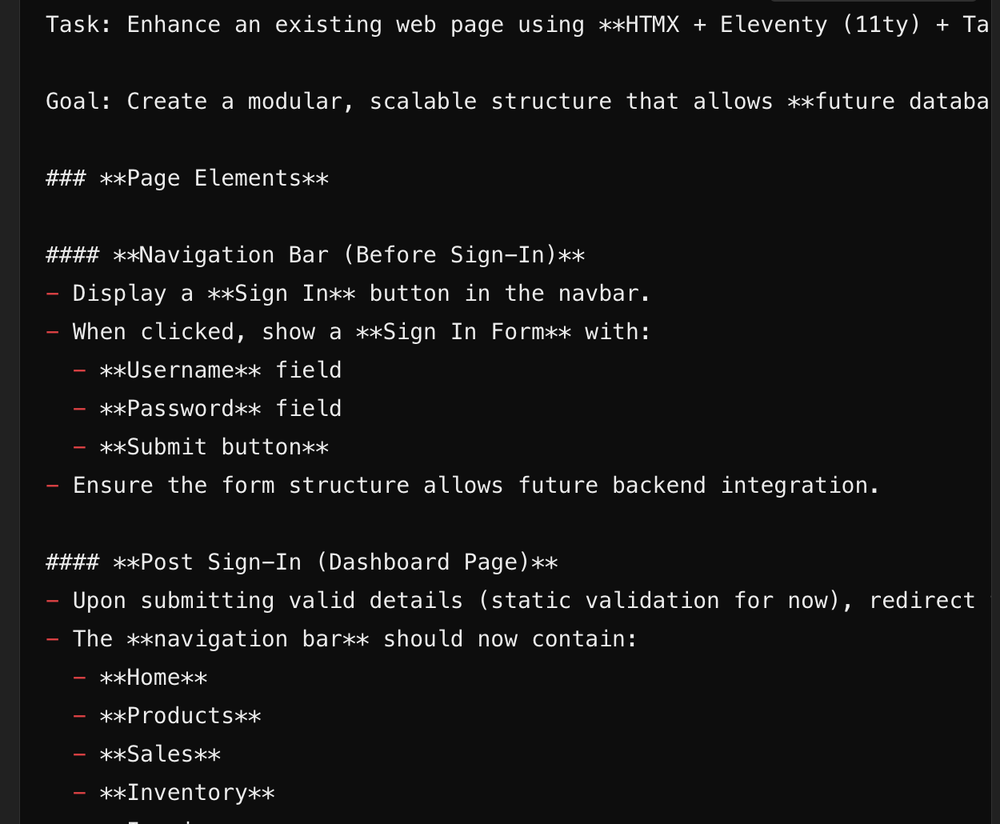 Task: Enhance an existing web page using **HTMX + Eleventy (11ty) + Ta
Goal: Create a modular, scalable structure that allows **future databa
### **Page Elements**
#### **Navigation Bar (Before Sign-In)**
- Display a **Sign In** button in the navbar.
- When clicked, show a **Sign In Form** with:
- **Username** field
- **Password** field
- **Submit button**
- Ensure the form structure allows future backend integration.
#### **Post Sign-In (Dashboard Page)**
- Upon submitting valid details (static validation for now), redirect
- The **navigation bar** should now contain:
- **Home**
- **Products**
- **Sales**
- **Inventory**